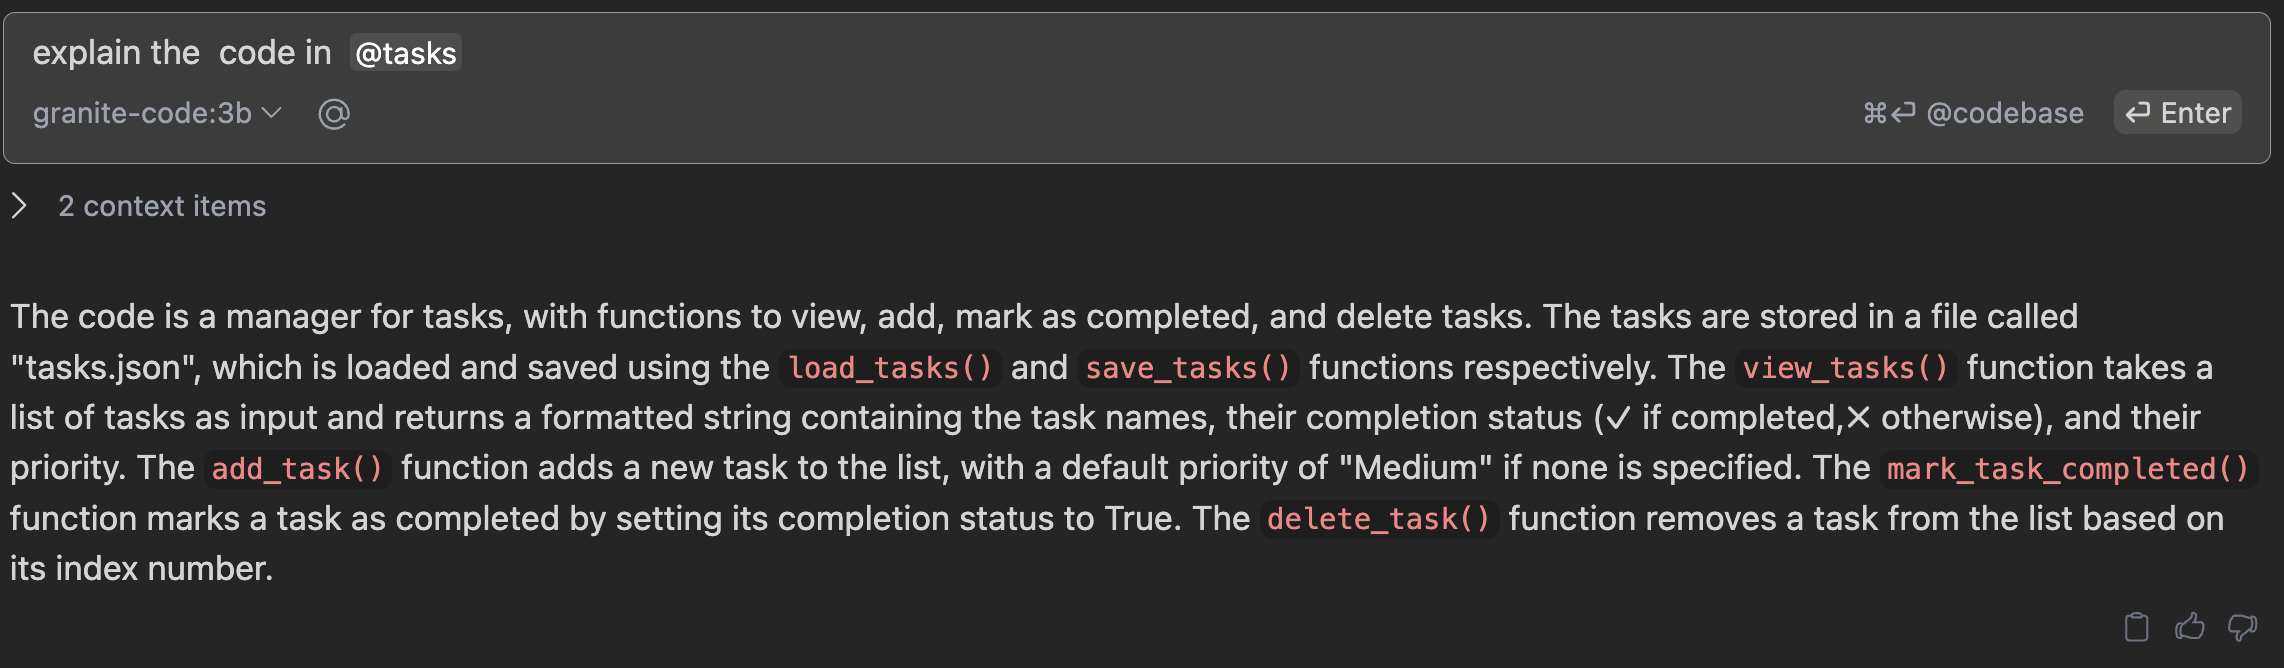 explain the  code in  @tasks
granite-code:3b @ ⌘⏎ @codebase ⏎ Enter
2 context items
The code is a manager for tasks, with functions to view, add, mark as completed, and delete tasks. The tasks are stored in a file called
"tasks.json", which is loaded and saved using the load_tasks() and save_tasks() functions respectively. The view_tasks() function takes a
list of tasks as input and returns a formatted string containing the task names, their completion status (✓ if completed,✕ otherwise), and their
priority. The add_task() function adds a new task to the list, with a default priority of "Medium" if none is specified. The mark_task_completed()
function marks a task as completed by setting its completion status to True. The delete_task() function removes a task from the list based on
its index number.